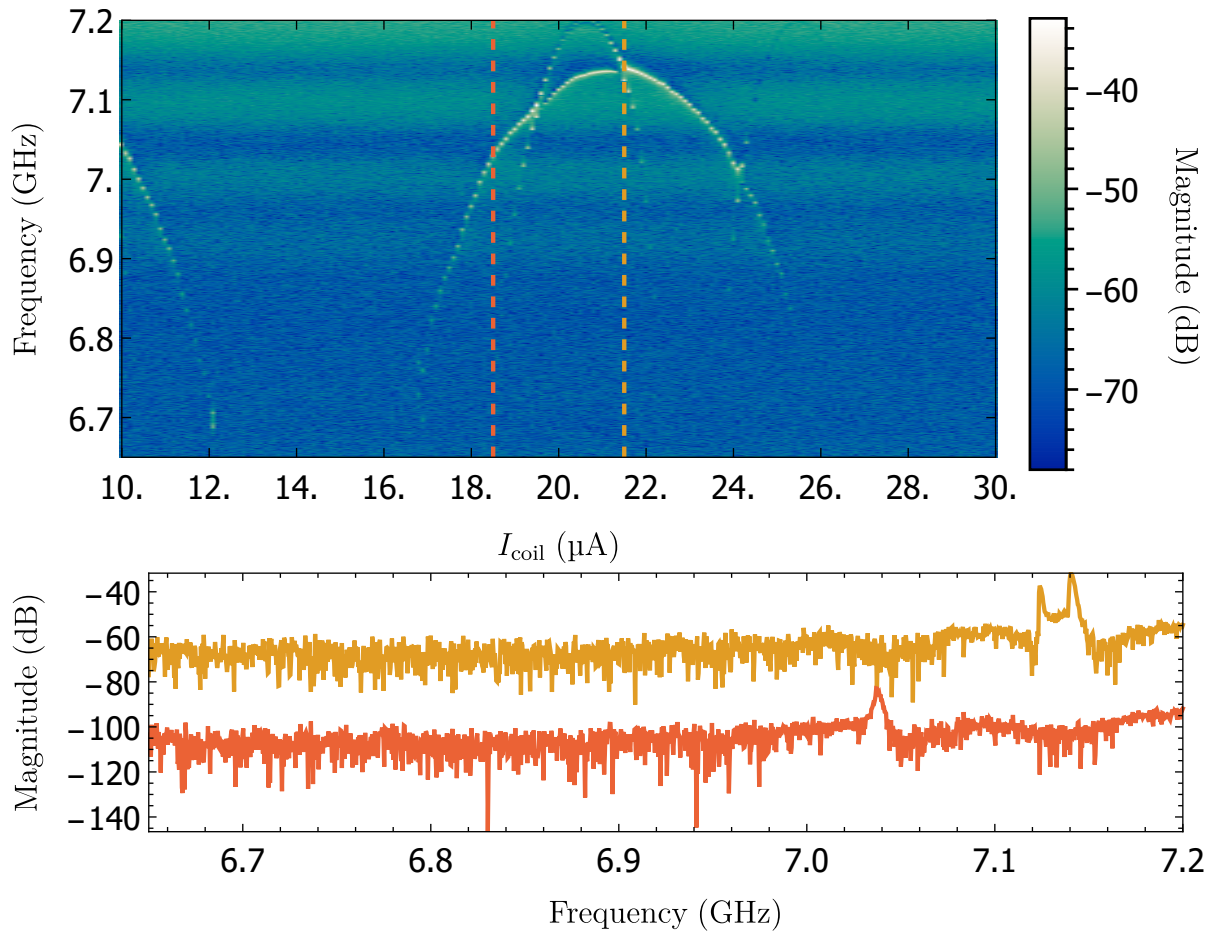 7.2
7.1
7.
6.9
6.8
6.7
Frequency (GHz)
10. 12. 14. 16. 18. 20. 22. 24. 26. 28. 30.
I_coil (µA)
−40
−50
−60
−70
Magnitude (dB)
−40
−60
−80
−100
−120
−140
Magnitude (dB)
6.7 6.8 6.9 7.0 7.1 7.2
Frequency (GHz)